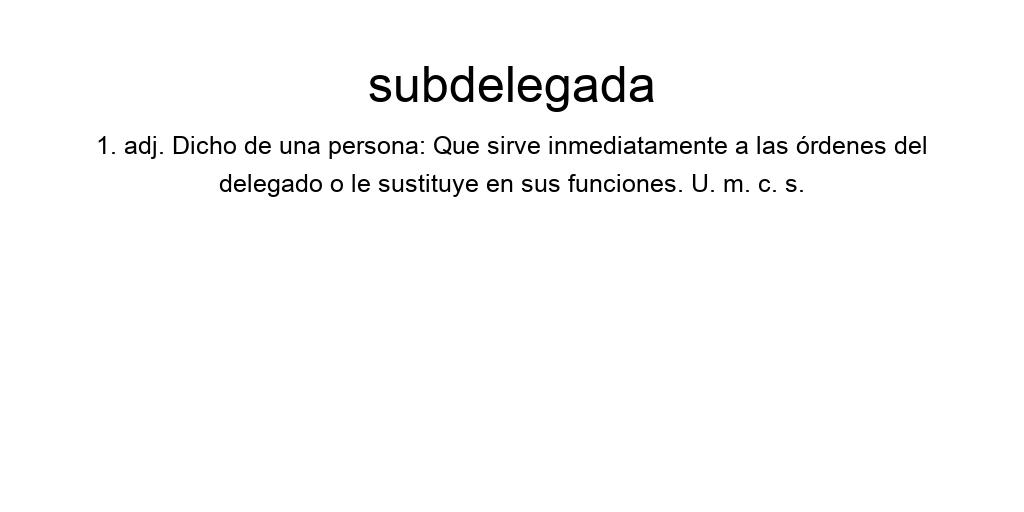 subdelegada
1. adj. Dicho de una persona: Que sirve inmediatamente a las órdenes del
delegado o le sustituye en sus funciones. U. m. c. s.